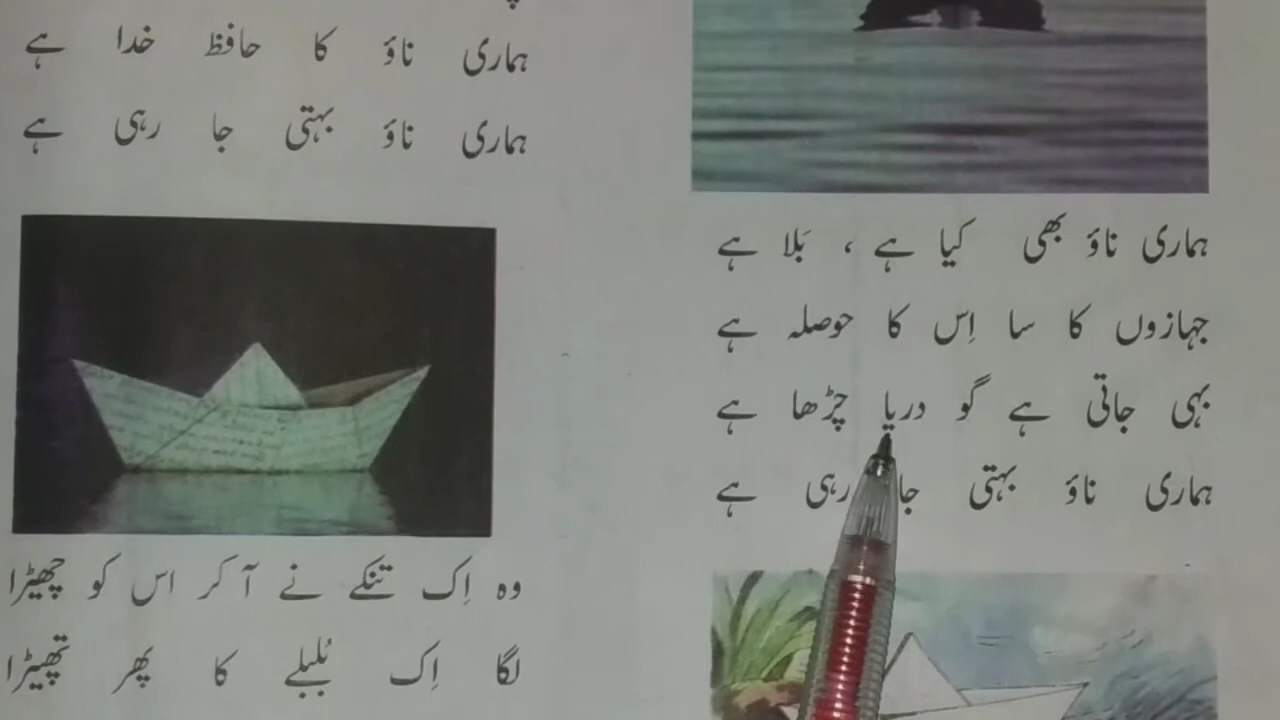 ہماری ناؤ بھی کیا ہے ، بَلا ہے
جہازوں کا سا اِس کا حوصلہ ہے
بہی جاتی ہے گو دریا چڑھا ہے
ہماری ناؤ بہتی جا رہی ہے
ہماری ناؤ کا حافظ خدا ہے
ہماری ناؤ بہتی جا رہی ہے
وہ اِک تنکے نے آ کر اس کو چھیڑا
لگا اِک بُلبلے کا پھر تھپیڑا